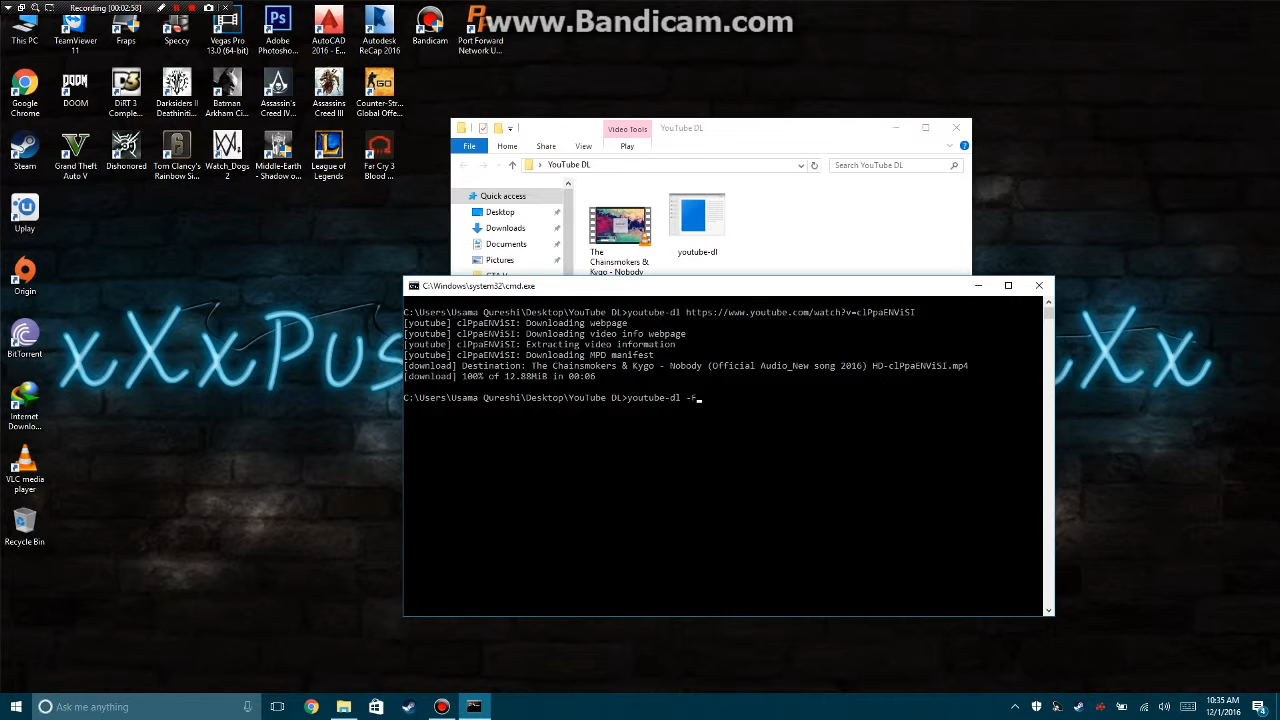 Recording [00:02:58]
www.Bandicam.com
This PC
TeamViewer 11
Fraps
Speccy
Vegas Pro 13.0 (64-bit)
Adobe Photosho...
AutoCAD 2016 - E...
Autodesk ReCap 2016
Bandicam
Port Forward Network U...
Google Chrome
DOOM
DiRT 3 Comple...
Darksiders II Deathiniti...
Batman Arkham Ci...
Assassin's Creed IV...
Assassins Creed III
Counter-Str... Global Offe...
Steam
Grand Theft Auto V
Dishonored
Tom Clancy's Rainbow Si...
Watch_Dogs 2
Middle-Earth - Shadow o...
League of Legends
Far Cry 3 Blood ...
Uplay
Origin
BitTorrent
Internet Downlo...
VLC media player
Recycle Bin
Video Tools
YouTube DL
File
Home
Share
View
Play
YouTube DL
Search YouTube DL
Quick access
Desktop
Downloads
Documents
Pictures
The Chainsmokers & Kygo - Nobody
youtube-dl
C:\Windows\system32\cmd.exe
C:\Users\Usama Qureshi\Desktop\YouTube DL>youtube-dl https://www.youtube.com/watch?v=clPpaENViSI
[youtube] clPpaENViSI: Downloading webpage
[youtube] clPpaENViSI: Downloading video info webpage
[youtube] clPpaENViSI: Extracting video information
[youtube] clPpaENViSI: Downloading MPD manifest
[download] Destination: The Chainsmokers & Kygo - Nobody (Official Audio_New song 2016) HD-clPpaENViSI.mp4
[download] 100% of 12.88MiB in 00:06
C:\Users\Usama Qureshi\Desktop\YouTube DL>youtube-dl -F_
xXxPus
xXx
Ask me anything
10:35 AM
12/1/2016